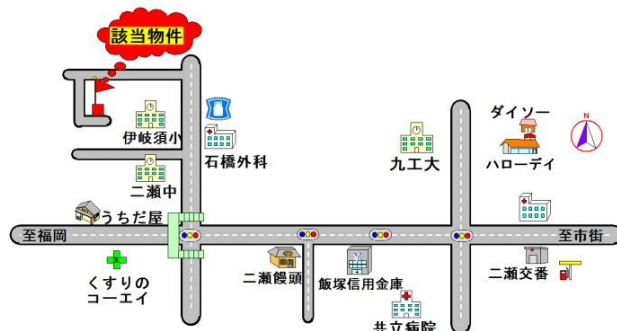 該当物件
N
ダイソー
ハローデイ
伊岐須小
石橋外科
九工大
二瀬中
うちだ屋
至福岡
至市街
くすりの
コーエイ
二瀬饅頭
飯塚信用金庫
二瀬交番
共立病院